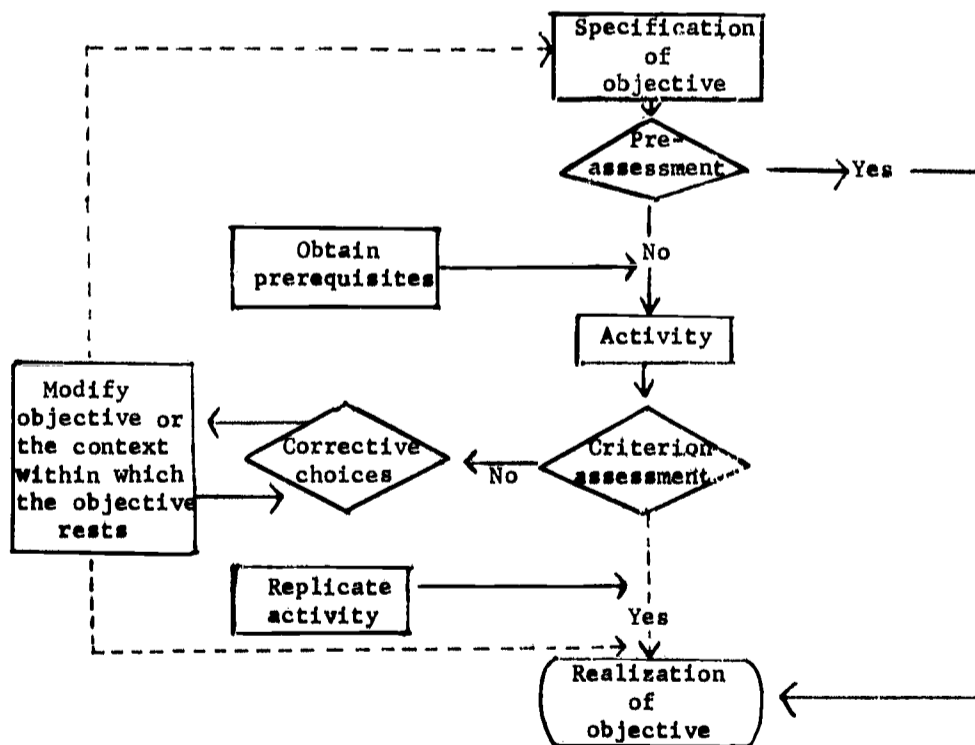 Specification
of
objective
Pre-
assessment
Yes
No
Obtain
prerequisites
Activity
Modify
objective or
the context
within which
the objective
rests
Corrective
choices
No
Criterion
assessment
Replicate
activity
Yes
Realization
of
objective